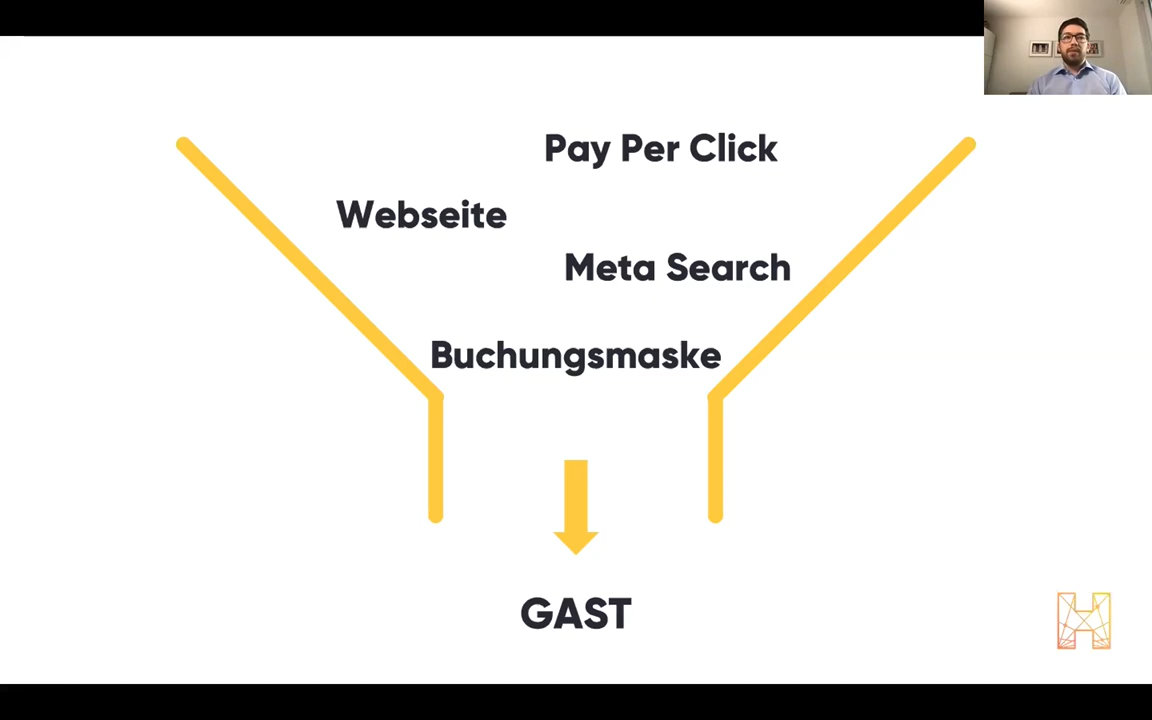 Pay Per Click
Webseite
Meta Search
Buchungsmaske
GAST